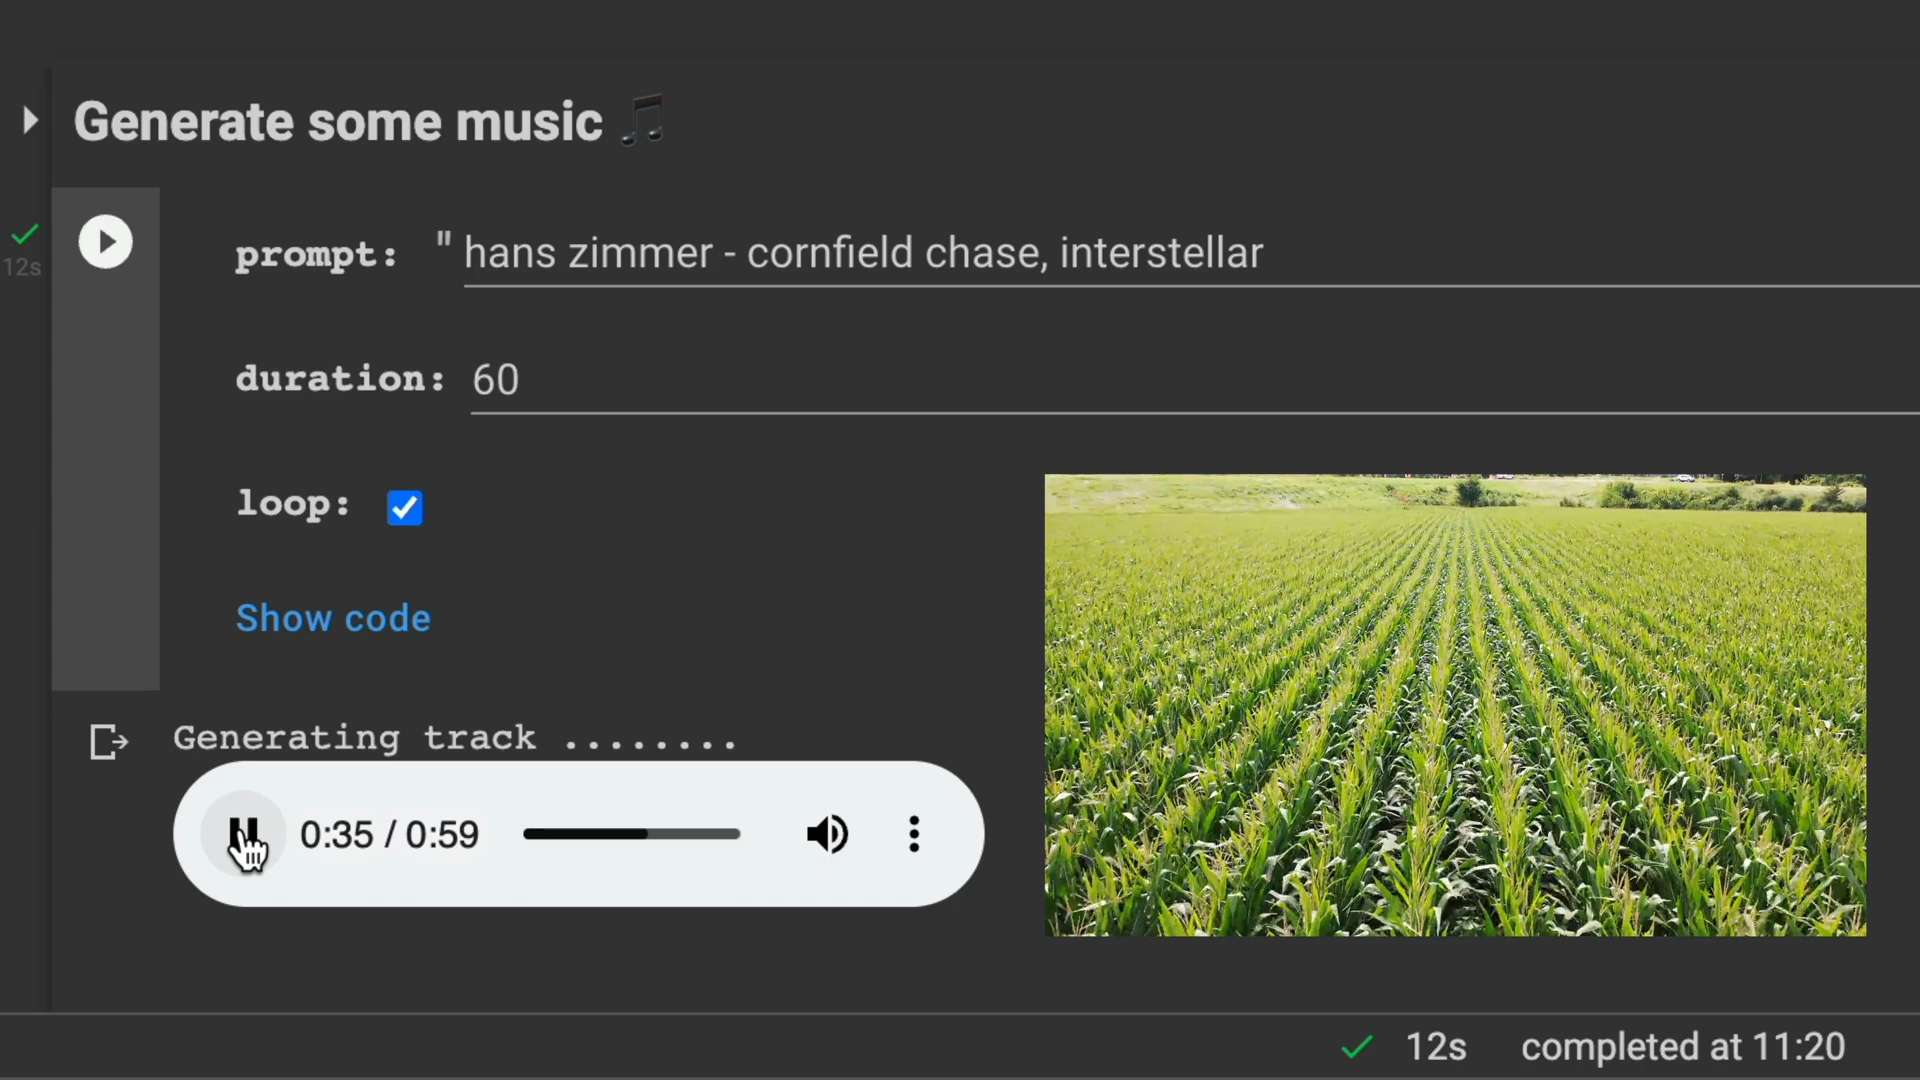 Generate some music 🎵
12s
prompt: " hans zimmer - cornfield chase, interstellar
duration: 60
loop:
Show code
Generating track ........
0:35 / 0:59
12s completed at 11:20